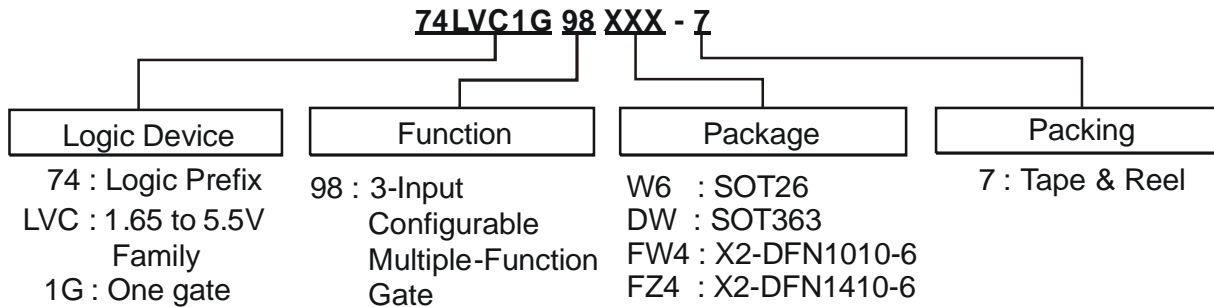 74LVC1G 98 XXX - 7
Logic Device
74 : Logic Prefix
LVC : 1.65 to 5.5V
Family
1G : One gate
Function
98 : 3-Input
Configurable
Multiple-Function
Gate
Package
W6 : SOT26
DW : SOT363
FW4 : X2-DFN1010-6
FZ4 : X2-DFN1410-6
Packing
7 : Tape & Reel